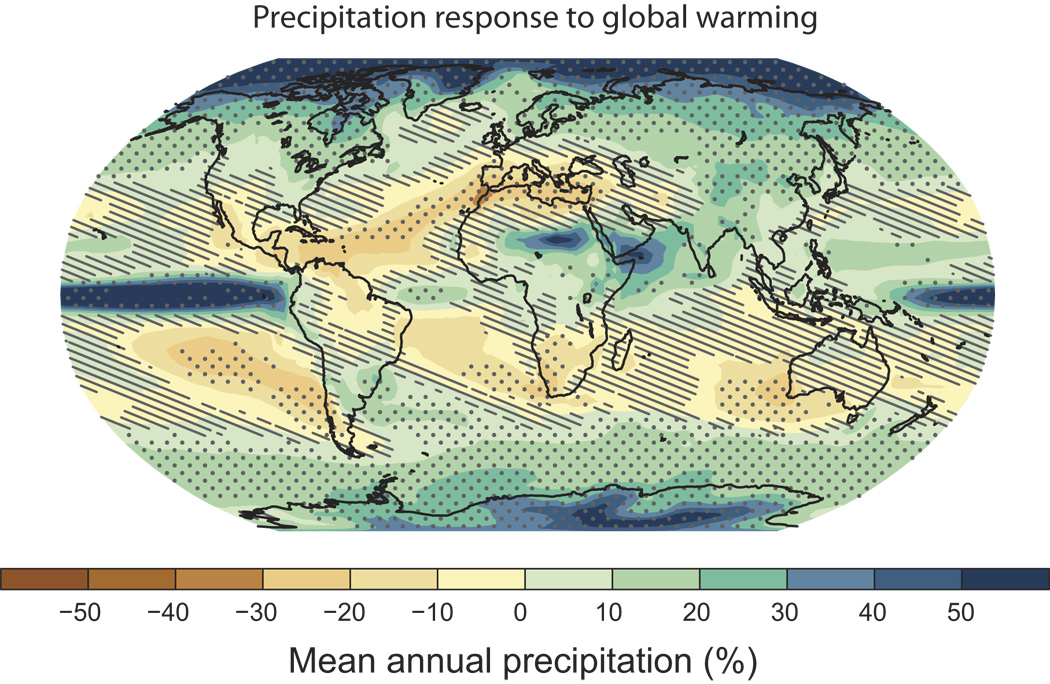 Precipitation response to global warming
−50 −40 −30 −20 −10 0 10 20 30 40 50
Mean annual precipitation (%)